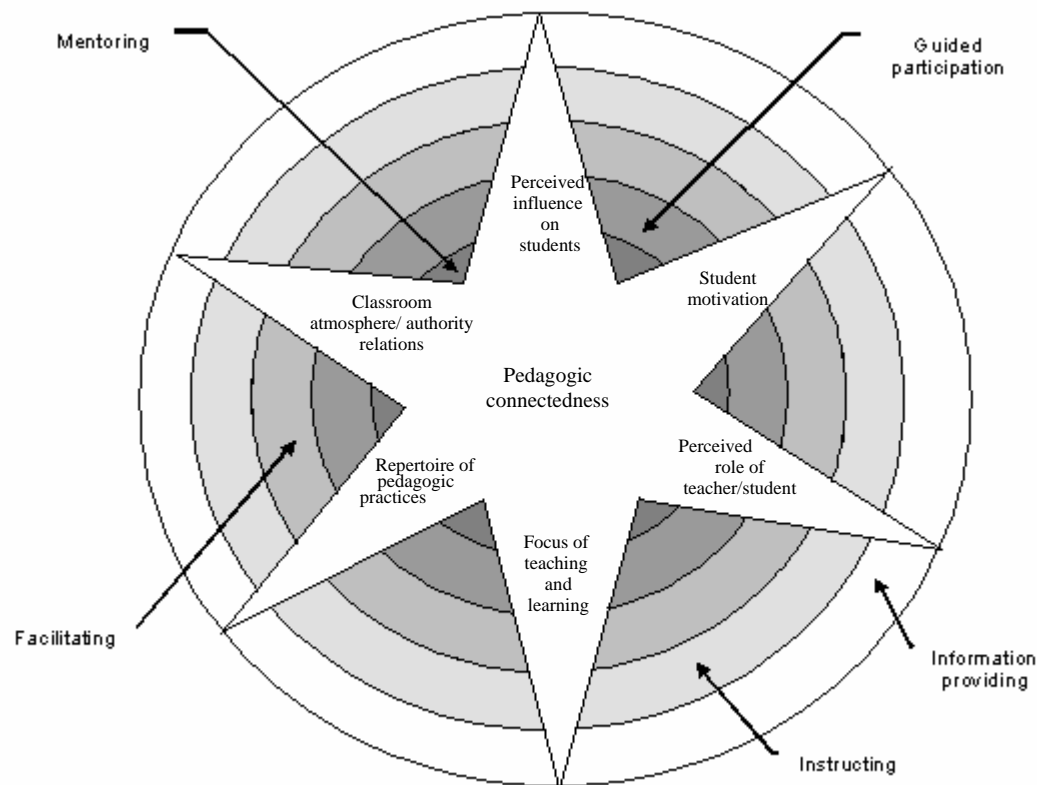 Mentoring
Guided
participation
Perceived
influence
on
students
Student
motivation
Classroom
atmosphere/ authority
relations
Pedagogic
connectedness
Perceived
role of
teacher/student
Repertoire of
pedagogic
practices
Focus of
teaching
and
learning
Facilitating
Information
providing
Instructing